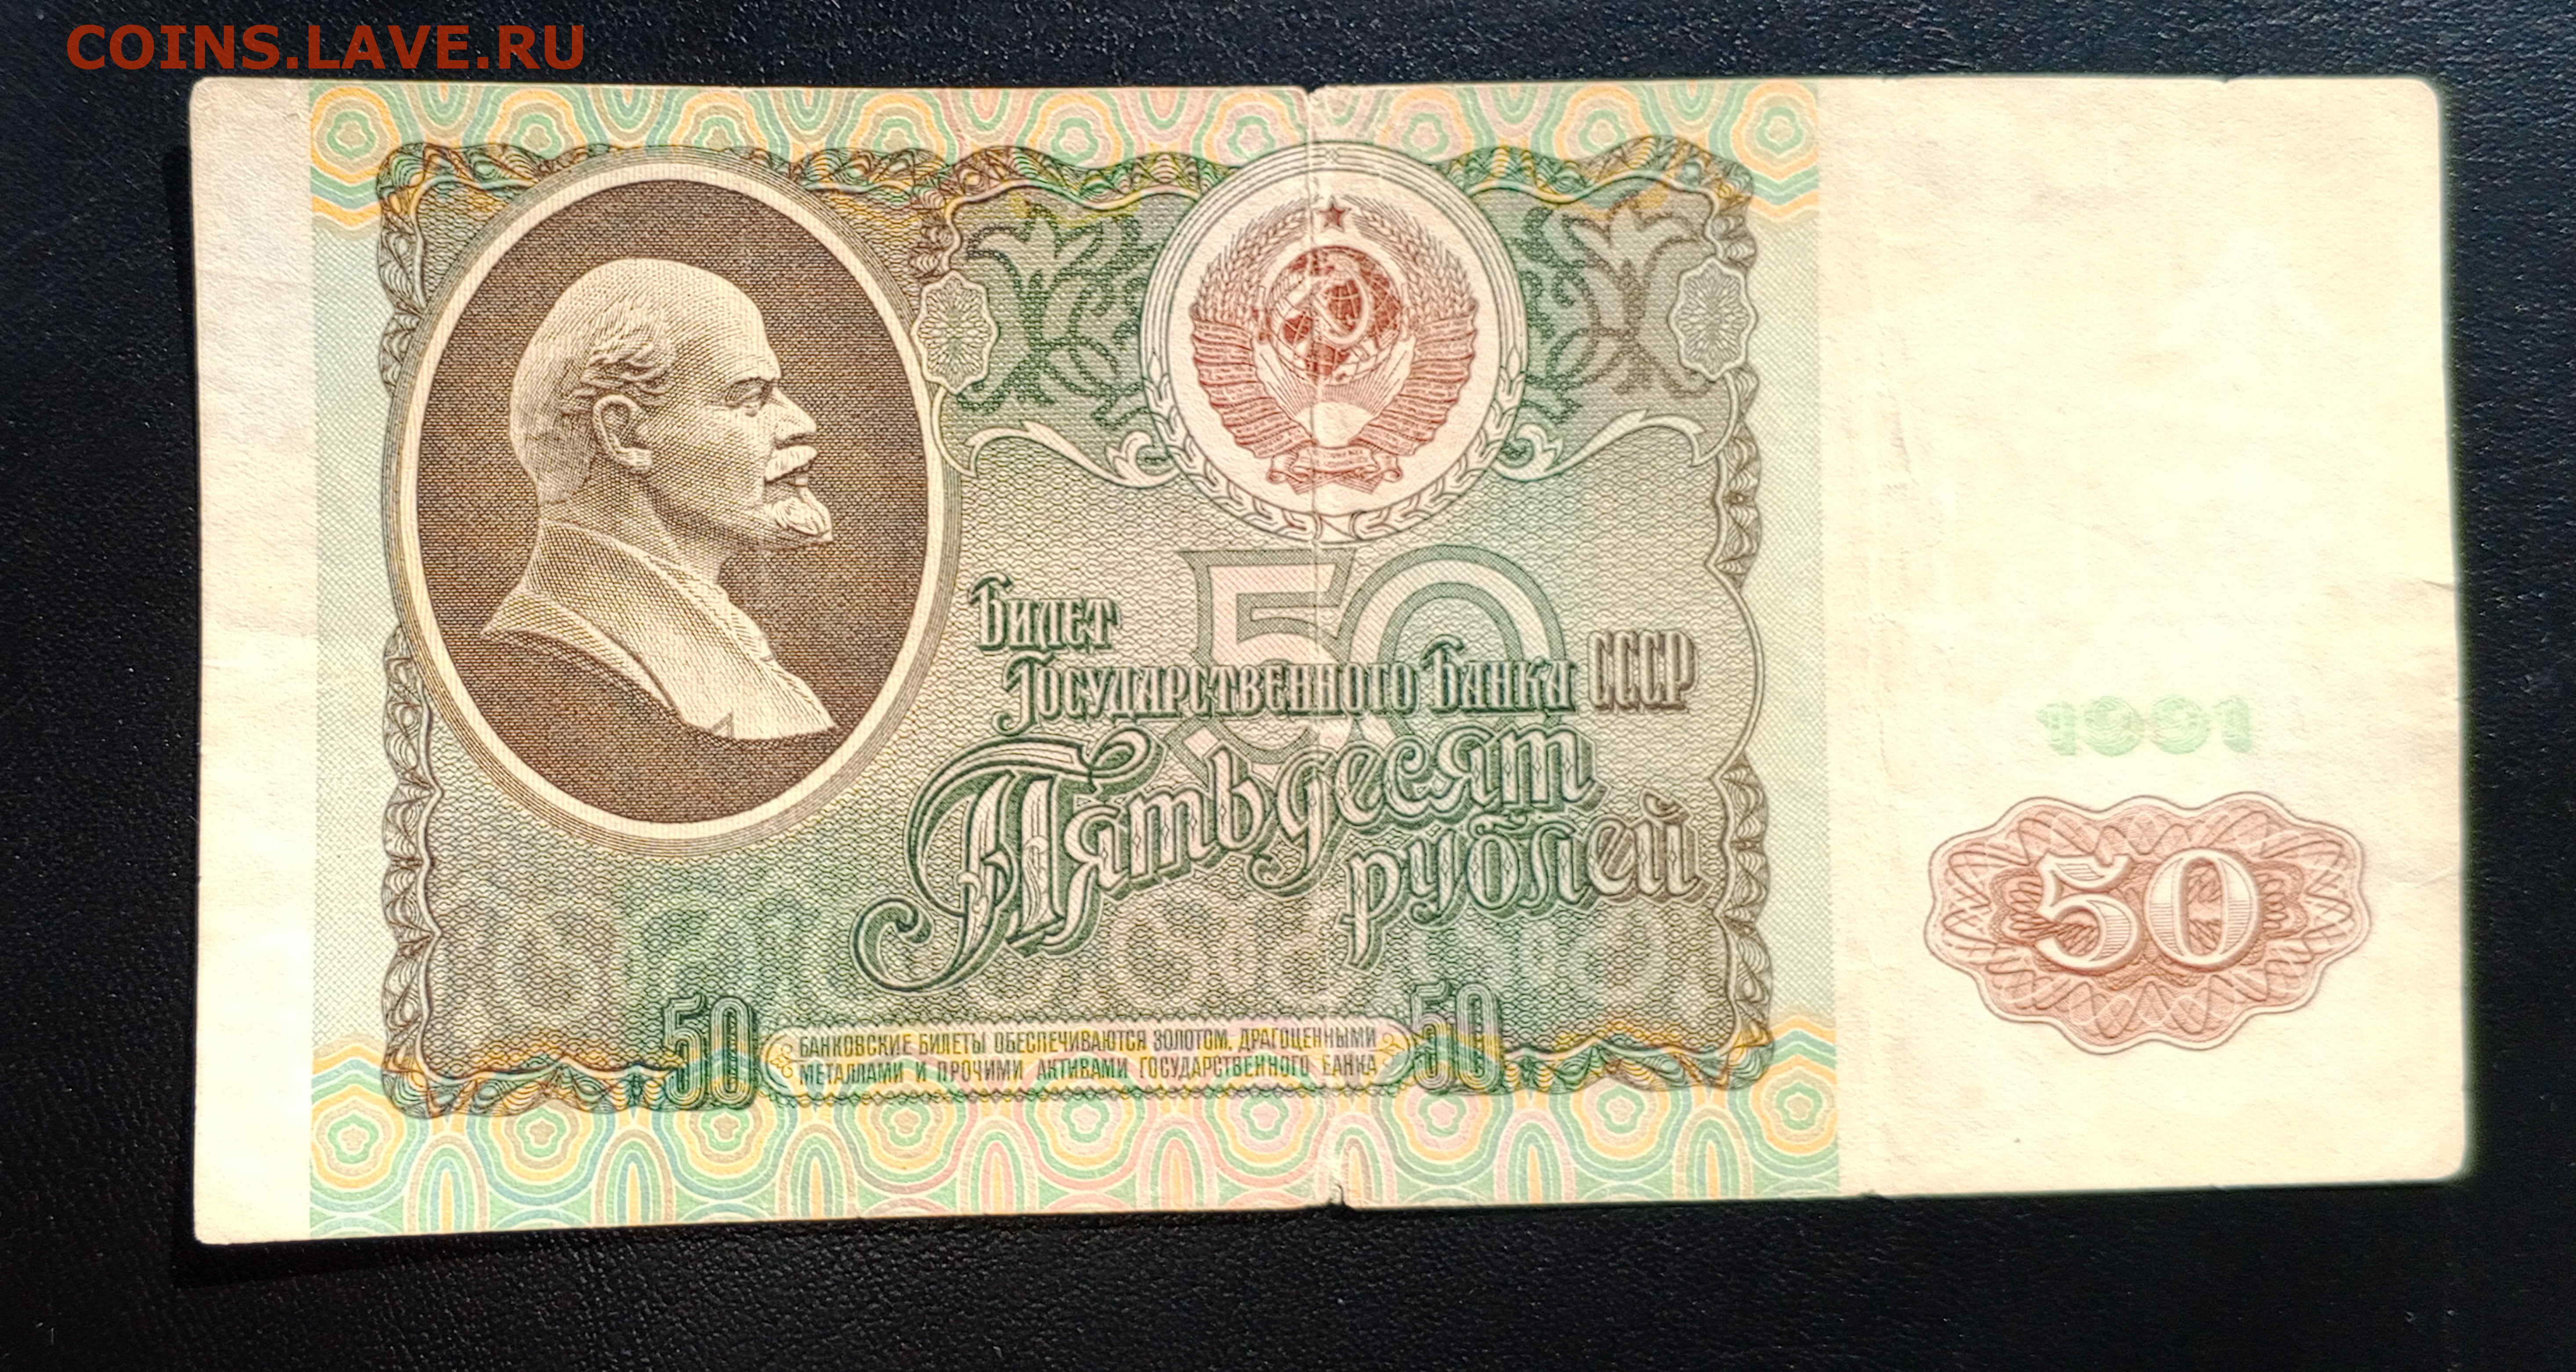 COINS.LAVE.RU
Билет
Государственного Банка СССР
50
Пятьдесят
рублей
50
БАНКОВСКИЕ БИЛЕТЫ ОБЕСПЕЧИВАЮТСЯ ЗОЛОТОМ, ДРАГОЦЕННЫМИ
МЕТАЛЛАМИ И ПРОЧИМИ АКТИВАМИ ГОСУДАРСТВЕННОГО БАНКА
50
1991
50